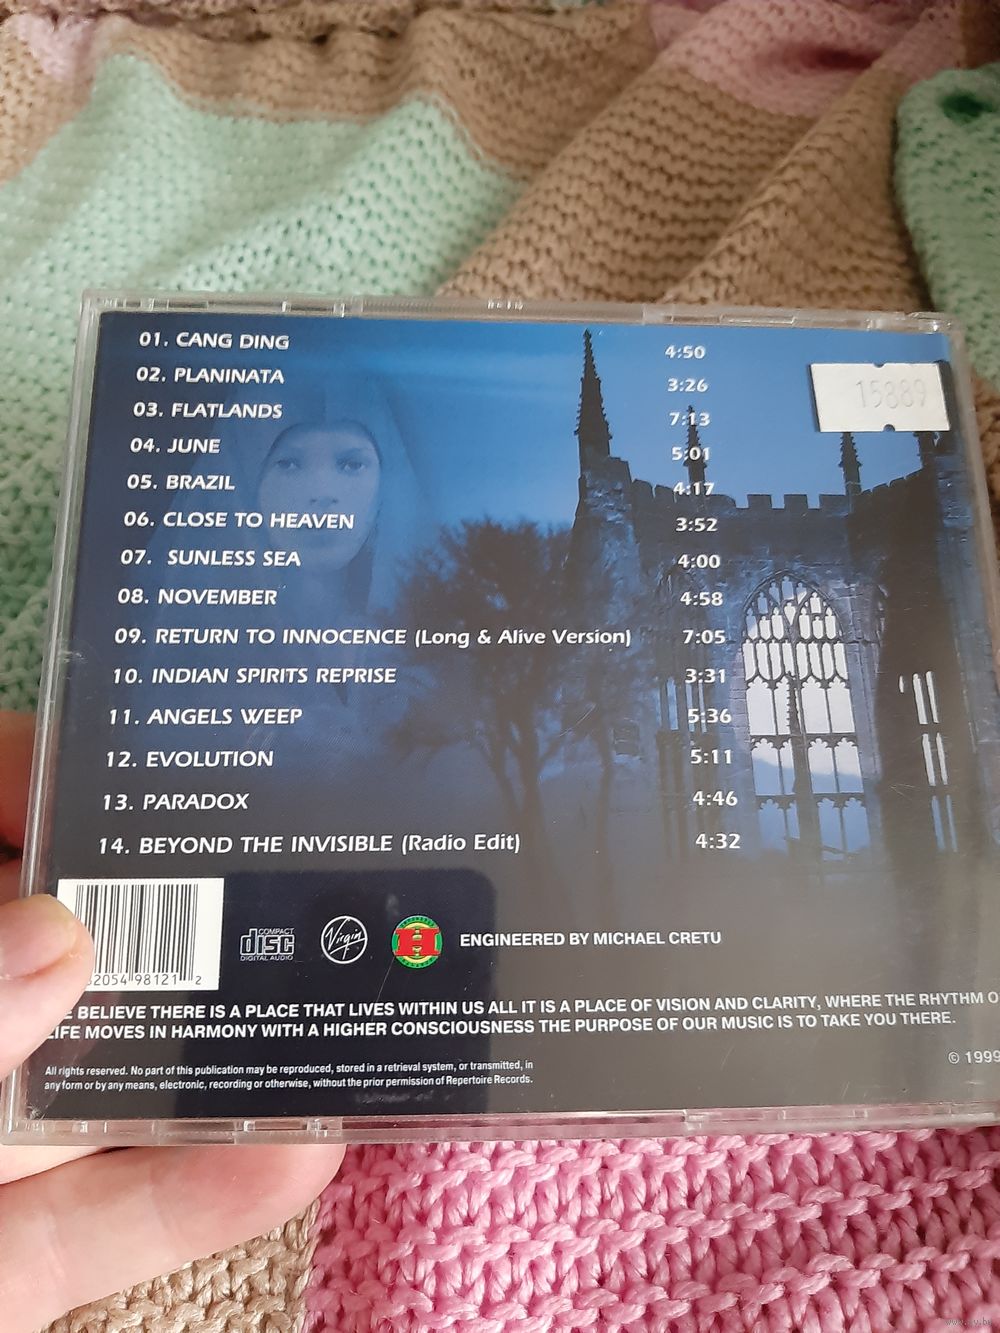 01. CANG DING 4:50
02. PLANINATA 3:26
03. FLATLANDS 7:13
04. JUNE 5:01
05. BRAZIL 4:17
06. CLOSE TO HEAVEN 3:52
07. SUNLESS SEA 4:00
08. NOVEMBER 4:58
09. RETURN TO INNOCENCE (Long & Alive Version) 7:05
10. INDIAN SPIRITS REPRISE 3:31
11. ANGELS WEEP 5:36
12. EVOLUTION 5:11
13. PARADOX 4:46
14. BEYOND THE INVISIBLE (Radio Edit) 4:32
15889
COMPACT
disc
DIGITAL AUDIO
Virgin
H
ENGINEERED BY MICHAEL CRETU
32054 98121 2
E BELIEVE THERE IS A PLACE THAT LIVES WITHIN US ALL IT IS A PLACE OF VISION AND CLARITY, WHERE THE RHYTHM O
LIFE MOVES IN HARMONY WITH A HIGHER CONSCIOUSNESS THE PURPOSE OF OUR MUSIC IS TO TAKE YOU THERE.
© 1999
All rights reserved. No part of this publication may be reproduced, stored in a retrieval system, or transmitted, in
any form or by any means, electronic, recording or otherwise, without the prior permission of Repertoire Records.